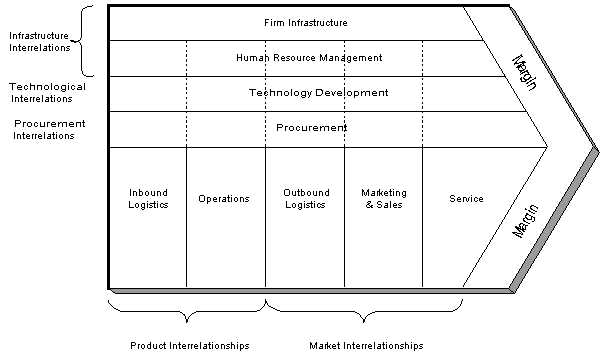 Firm Infrastructure
Infrastructure
Interrelations
Human Resource Management
Margin
Technological
Interrelations
Technology Development
Procurement
Interrelations
Procurement
Inbound
Logistics
Operations
Outbound
Logistics
Marketing
& Sales
Service
Margin
Product Interrelationships
Market Interrelationships